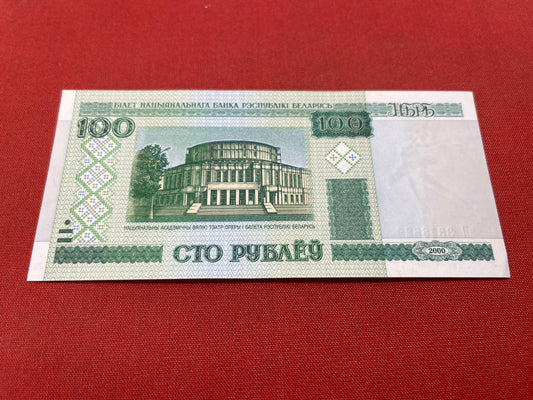 БІЛЕТ НАЦЫЯНАЛЬНАГА БАНКА РЭСПУБЛІКІ БЕЛАРУСЬ
НБРБ
100
100
НАЦЫЯНАЛЬНЫ АКАДЭМІЧНЫ ВЯЛІКІ ТЭАТР ОПЕРЫ І БАЛЕТА РЭСПУБЛІКІ БЕЛАРУСЬ
СТО РУБЛЁЎ
2000